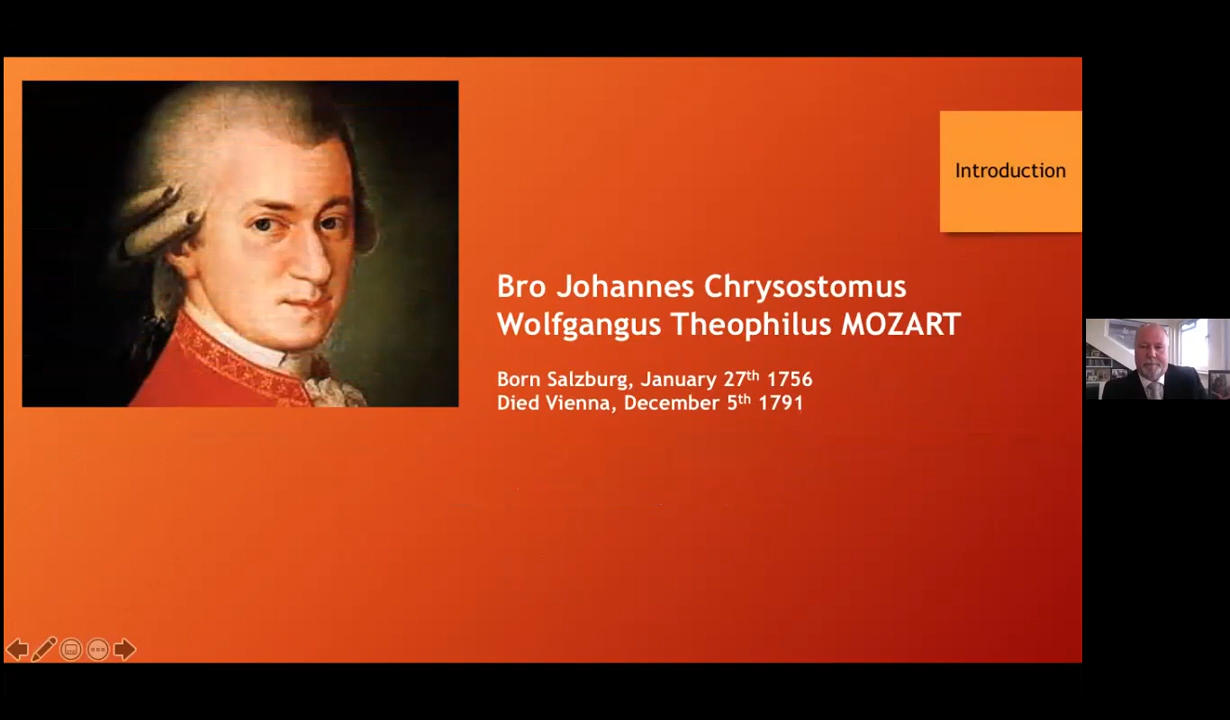 Introduction
Bro Johannes Chrysostomus
Wolfgangus Theophilus MOZART
Born Salzburg, January 27th 1756
Died Vienna, December 5th 1791